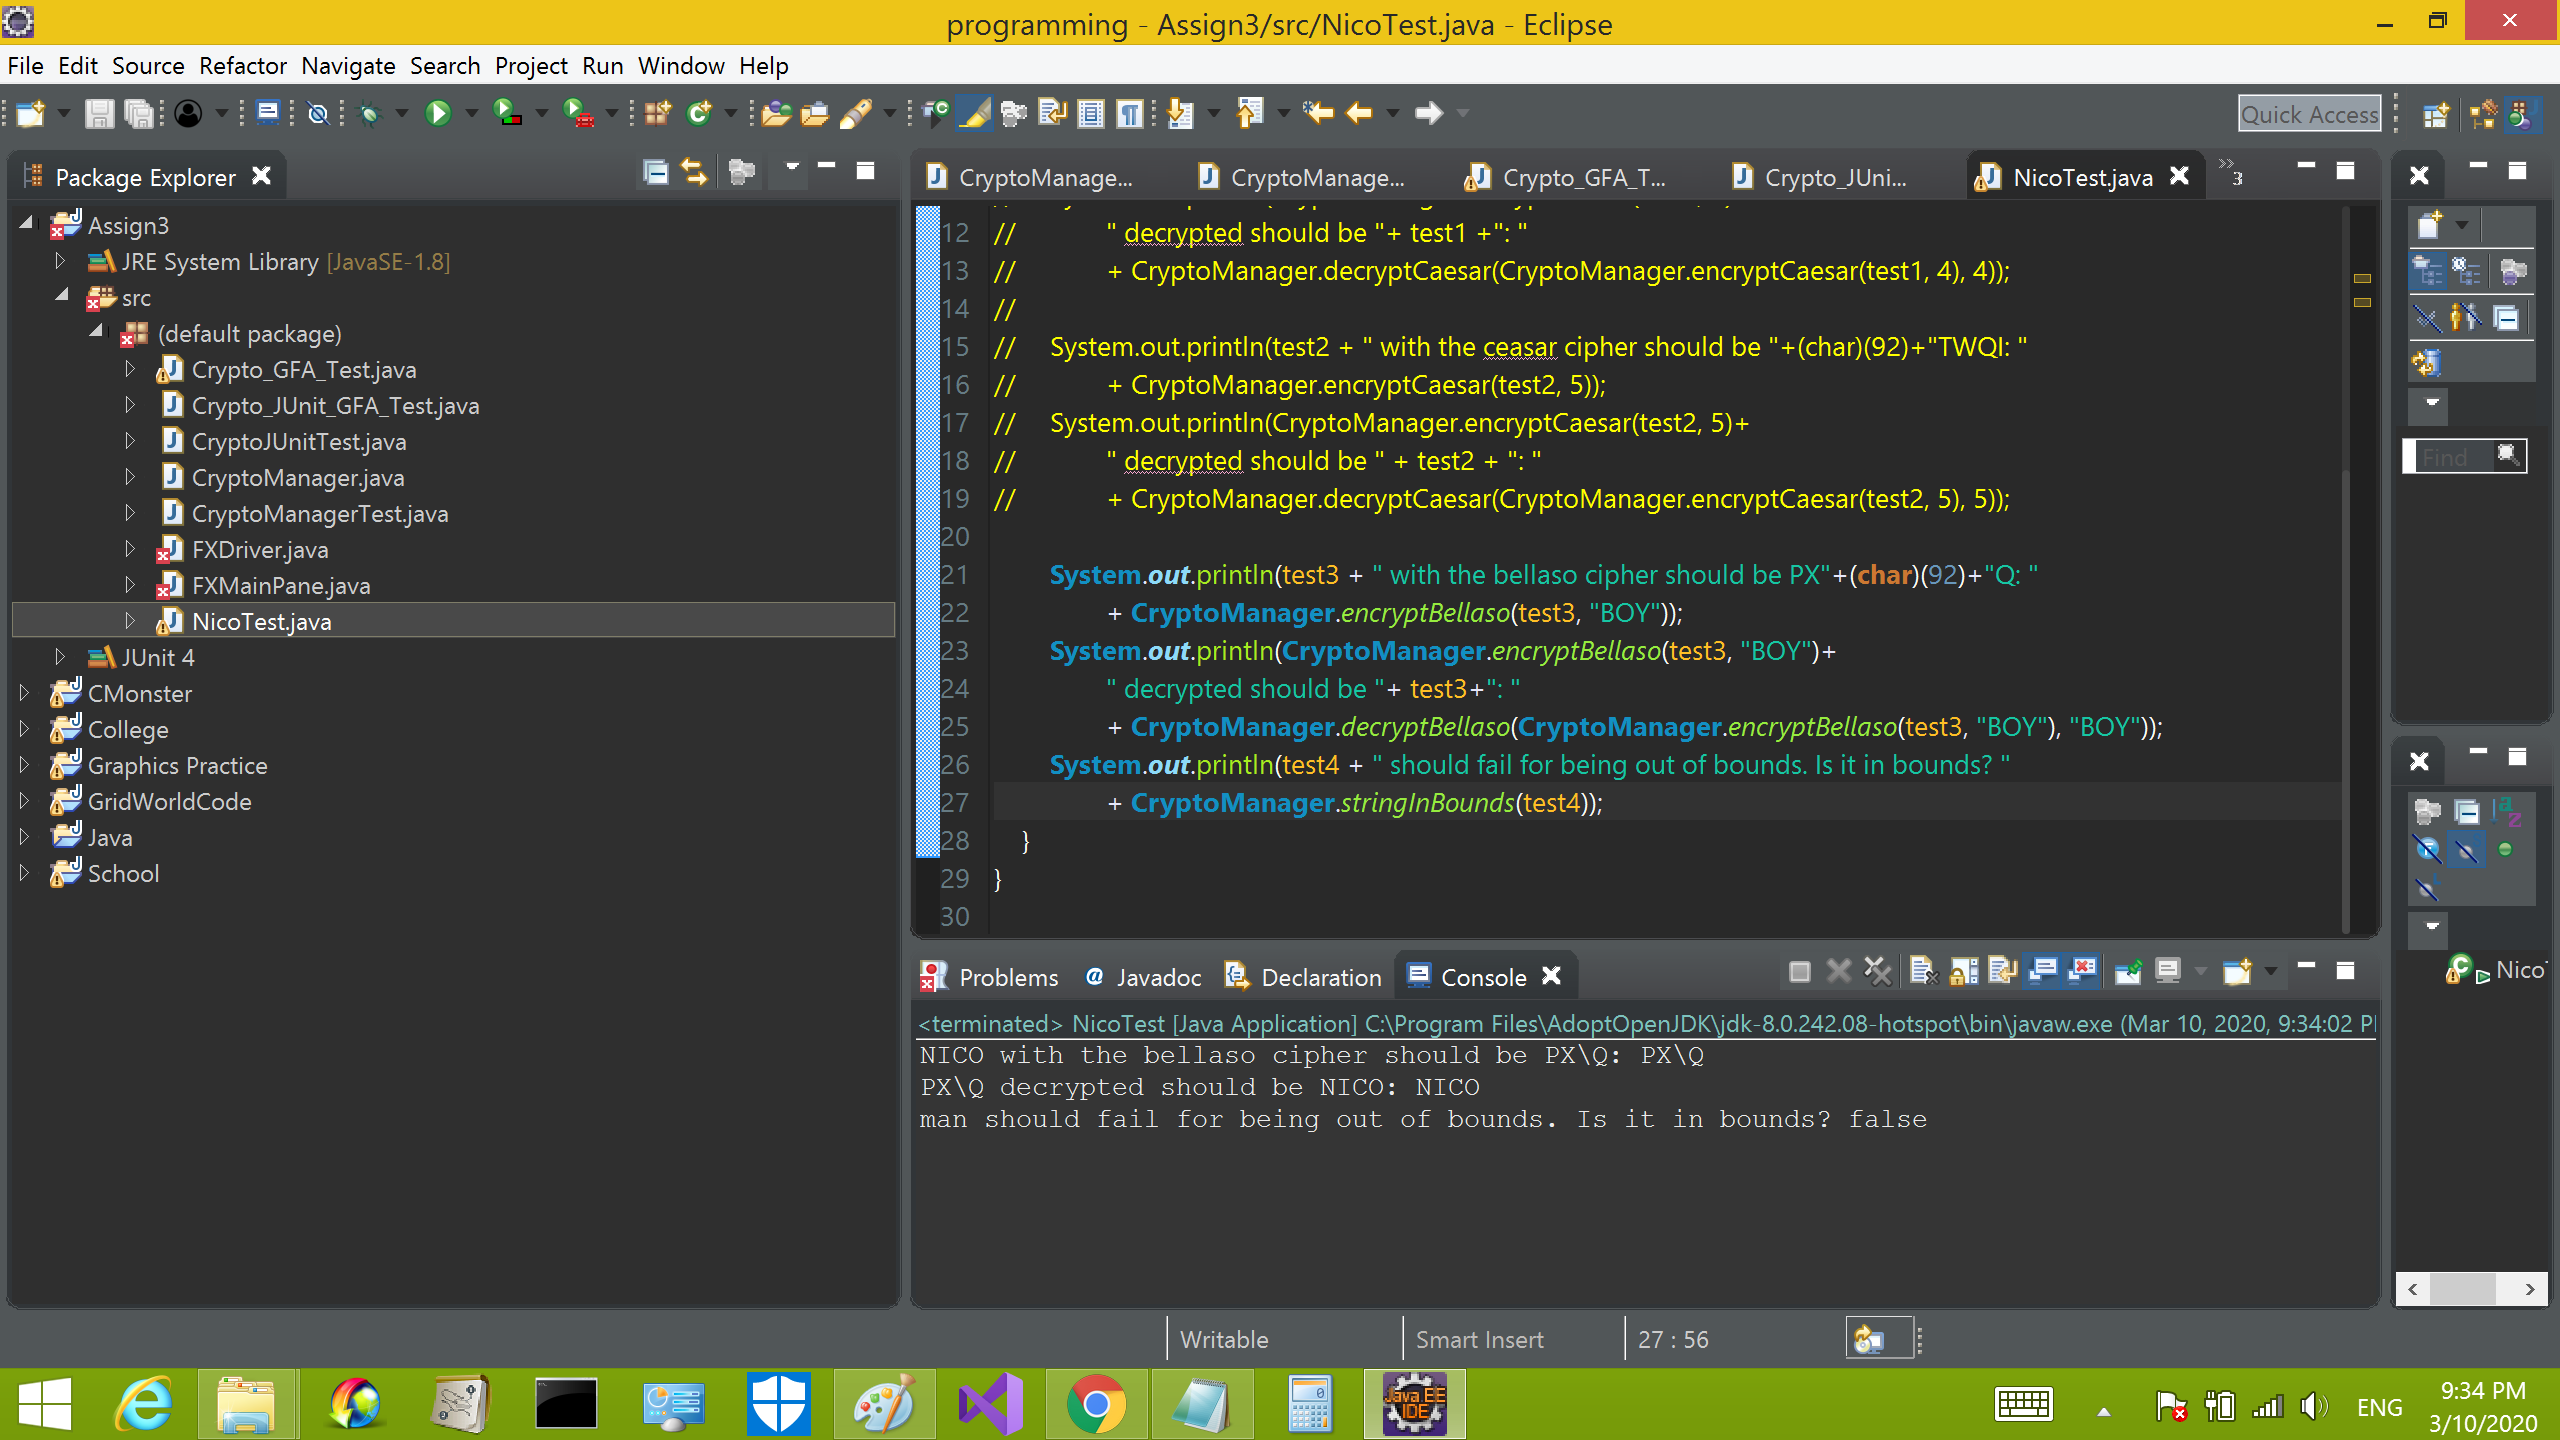 programming - Assign3/src/NicoTest.java - Eclipse
File Edit Source Refactor Navigate Search Project Run Window Help
Quick Access
Package Explorer
Assign3
JRE System Library [JavaSE-1.8]
src
(default package)
Crypto_GFA_Test.java
Crypto_JUnit_GFA_Test.java
CryptoJUnitTest.java
CryptoManager.java
CryptoManagerTest.java
FXDriver.java
FXMainPane.java
NicoTest.java
JUnit 4
CMonster
College
Graphics Practice
GridWorldCode
Java
School
CryptoManage... CryptoManage... Crypto_GFA_T... Crypto_JUni... NicoTest.java »3
12 // " decrypted should be "+ test1 +": "
13 // + CryptoManager.decryptCaesar(CryptoManager.encryptCaesar(test1, 4), 4));
14 //
15 // System.out.println(test2 + " with the ceasar cipher should be "+(char)(92)+"TWQI: "
16 // + CryptoManager.encryptCaesar(test2, 5));
17 // System.out.println(CryptoManager.encryptCaesar(test2, 5)+
18 // " decrypted should be " + test2 + ": "
19 // + CryptoManager.decryptCaesar(CryptoManager.encryptCaesar(test2, 5), 5));
20
21 System.out.println(test3 + " with the bellaso cipher should be PX"+(char)(92)+"Q: "
22 + CryptoManager.encryptBellaso(test3, "BOY"));
23 System.out.println(CryptoManager.encryptBellaso(test3, "BOY")+
24 " decrypted should be "+ test3+": "
25 + CryptoManager.decryptBellaso(CryptoManager.encryptBellaso(test3, "BOY"), "BOY"));
26 System.out.println(test4 + " should fail for being out of bounds. Is it in bounds? "
27 + CryptoManager.stringInBounds(test4));
28 }
29 }
30
Find
Problems @ Javadoc Declaration Console
<terminated> NicoTest [Java Application] C:\Program Files\AdoptOpenJDK\jdk-8.0.242.08-hotspot\bin\javaw.exe (Mar 10, 2020, 9:34:02 P
NICO with the bellaso cipher should be PX\Q: PX\Q
PX\Q decrypted should be NICO: NICO
man should fail for being out of bounds. Is it in bounds? false
Nico
Writable Smart Insert 27 : 56
Java EE IDE
ENG
9:34 PM
3/10/2020